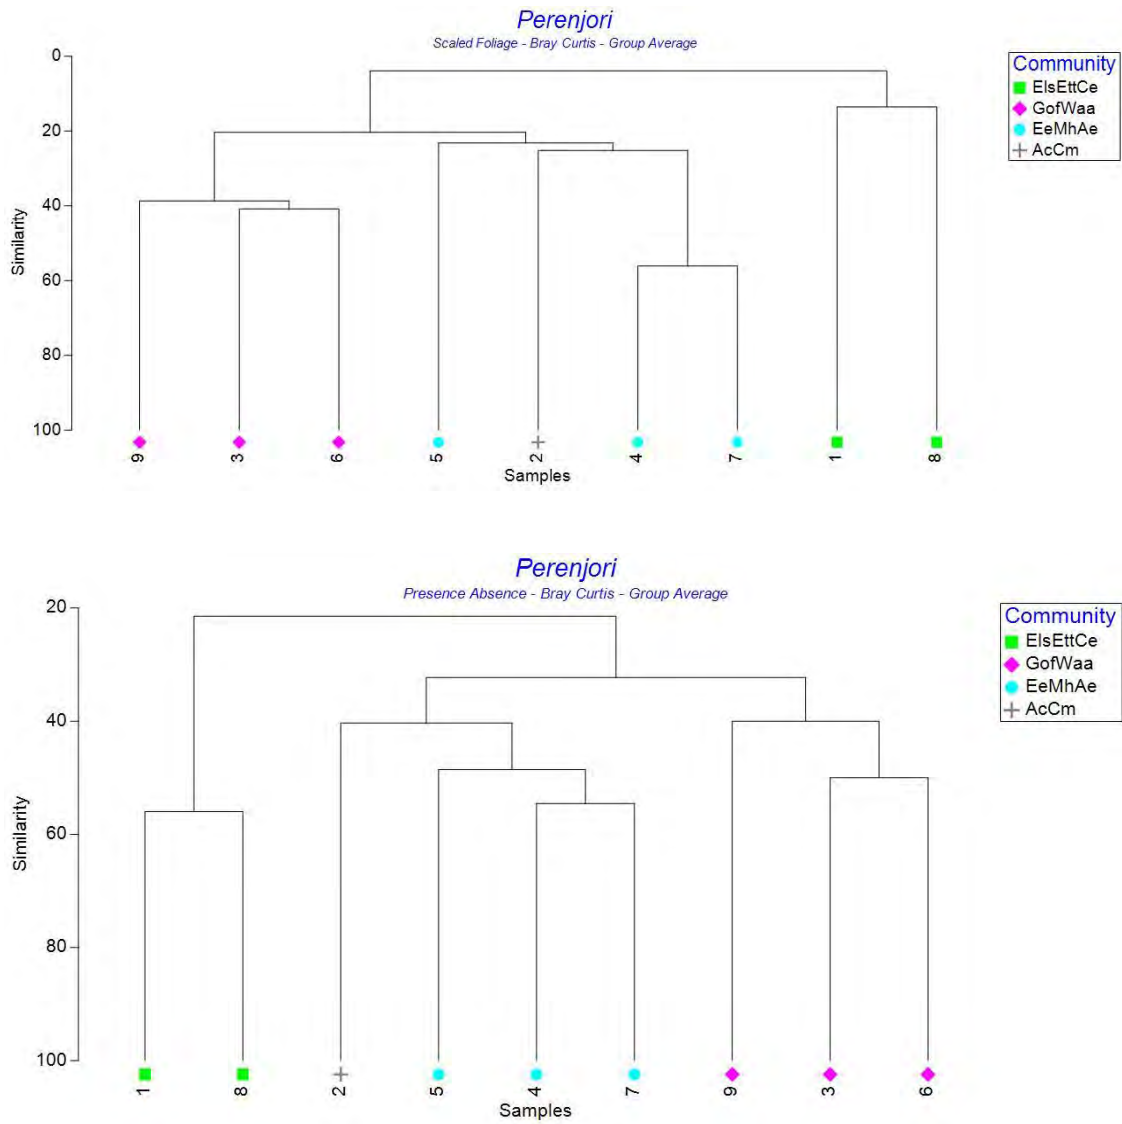 Perenjori
Scaled Foliage - Bray Curtis - Group Average
Community
ElsEttCe
GofWaa
EeMhAe
AcCm
0
20
40
60
80
100
Similarity
9 3 6 5 2 4 7 1 8
Samples
Perenjori
Presence Absence - Bray Curtis - Group Average
Community
ElsEttCe
GofWaa
EeMhAe
AcCm
20
40
60
80
100
Similarity
1 8 2 5 4 7 9 3 6
Samples